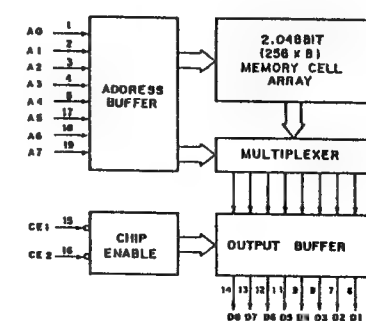 A0 1
A1 2
A2 3
A3 4
A4 5
A5 17
A6 18
A7 19
ADDRESS
BUFFER
2,048BIT
(256 x 8)
MEMORY CELL
ARRAY
MULTIPLEXER
CE1 15
CE2 16
CHIP
ENABLE
OUTPUT BUFFER
14 13 12 11 9 8 7 6
D8 D7 D6 D5 D4 D3 D2 D1